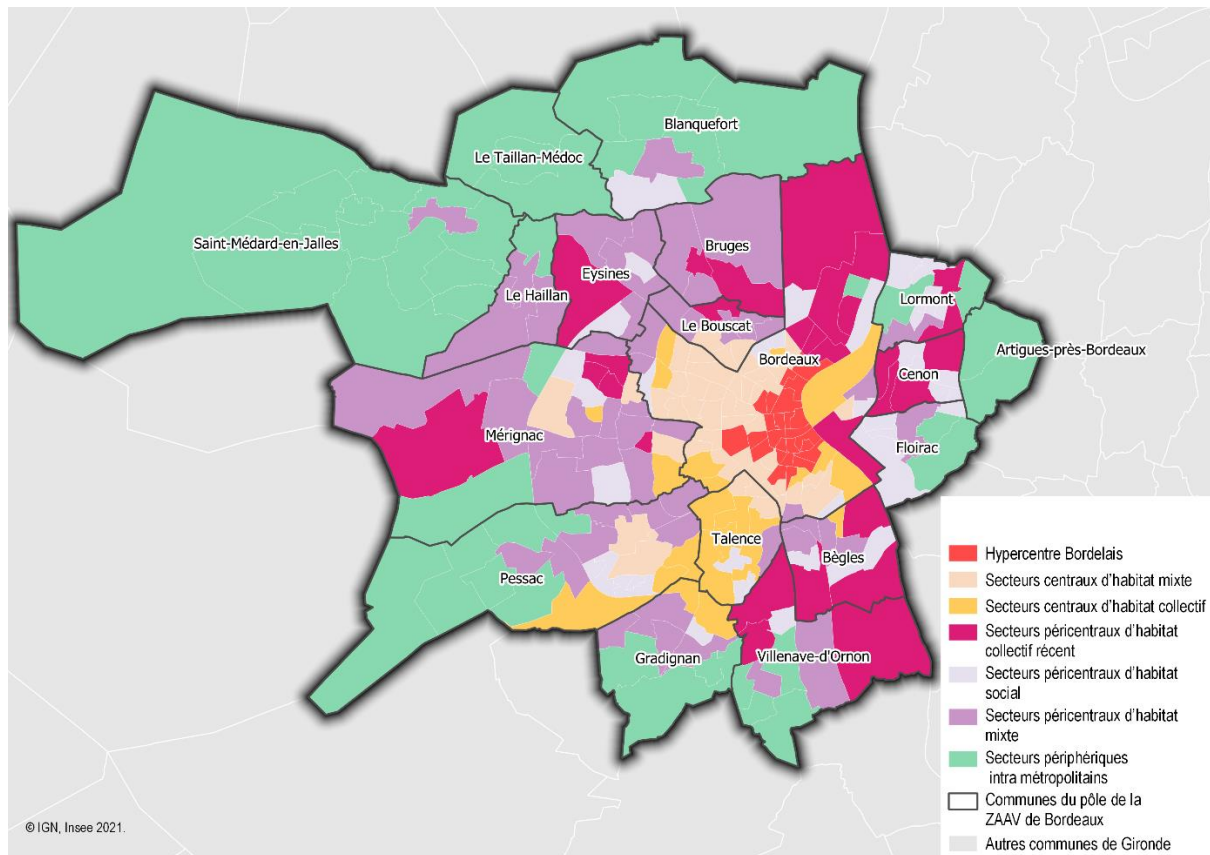 Blanquefort
Le Taillan-Médoc
Saint-Médard-en-Jalles
Bruges
Eysines
Le Haillan
Lormont
Le Bouscat
Artigues-près-Bordeaux
Bordeaux
Cenon
Mérignac
Floirac
Talence
Bègles
Pessac
Gradignan
Villenave-d'Ornon
Hypercentre Bordelais
Secteurs centraux d'habitat mixte
Secteurs centraux d'habitat collectif
Secteurs péricentraux d'habitat
collectif récent
Secteurs péricentraux d'habitat
social
Secteurs péricentraux d'habitat
mixte
Secteurs périphériques
intra métropolitains
Communes du pôle de la
ZAAV de Bordeaux
Autres communes de Gironde
© IGN, Insee 2021.